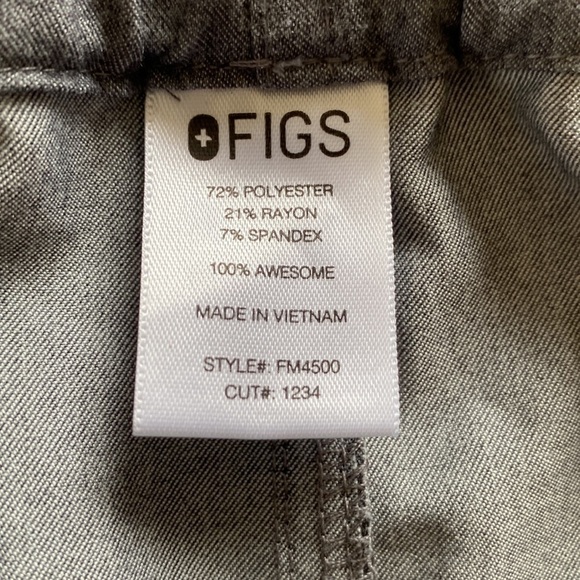 FIGS
72% POLYESTER
21% RAYON
7% SPANDEX
100% AWESOME
MADE IN VIETNAM
STYLE#: FM4500
CUT#: 1234